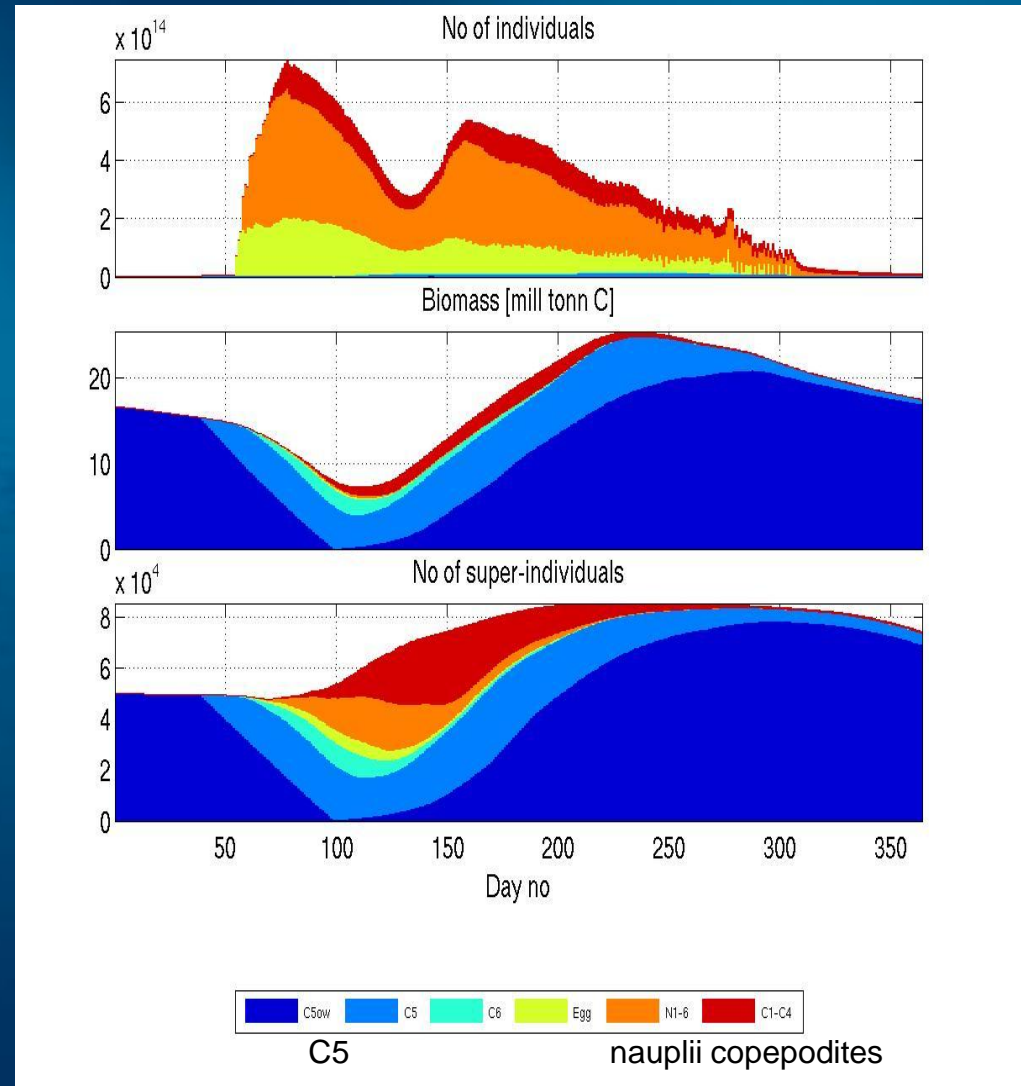 No of individuals
x 10^14
6
4
2
0
Biomass [mill tonn C]
20
10
0
No of super-individuals
x 10^4
8
6
4
2
0
50 100 150 200 250 300 350
Day no
C5ow C5 C6 Egg N1-6 C1-C4
C5 nauplii copepodites